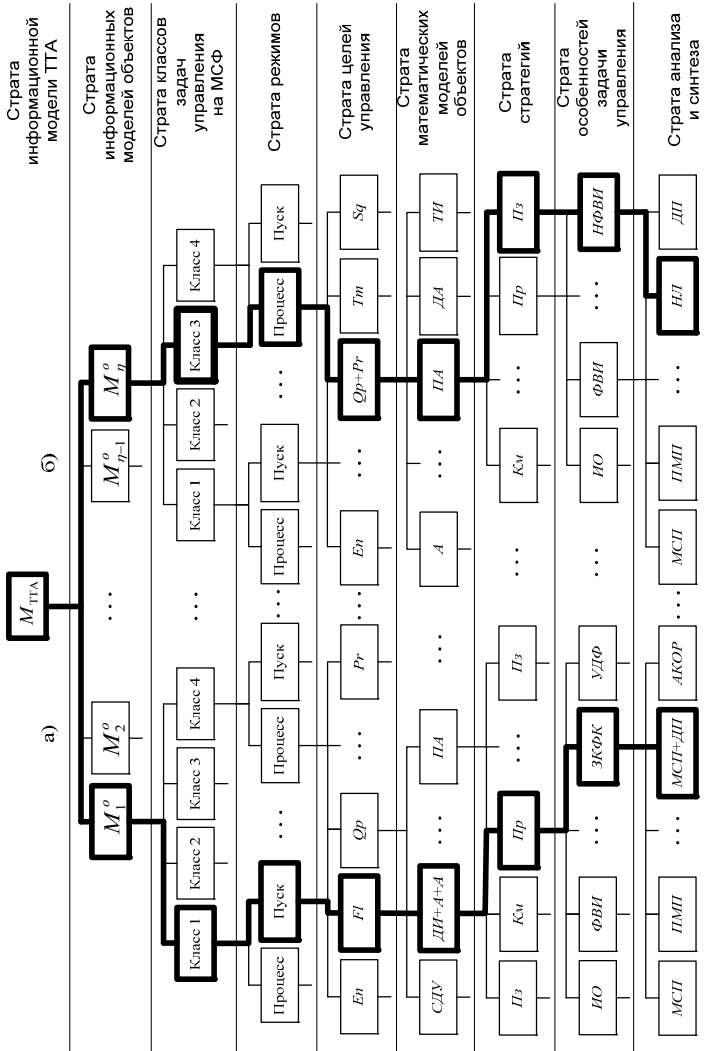 Страта
информационной
модели ТТА
M ТТА
Страта
информационных
моделей объектов
а)
б)
M₁ᵒ
M₂ᵒ
. . .
Mᵒη–1
Mᵒη
Страта классов
задач
управления
на МСФ
Класс 1
Класс 2
Класс 3
Класс 4
. . .
Класс 1
Класс 2
Класс 3
Класс 4
Страта режимов
Процесс
Пуск
. . .
Процесс
Пуск
. . .
Процесс
Пуск
. . .
Процесс
Пуск
Страта целей
управления
En
Fl
Qp
. . .
Pr
. . .
En
. . .
Qp+Pr
Tm
Sq
Страта
математических
моделей
объектов
СДУ
ДИ+А+А
. . .
ПА
. . .
А
. . .
ПА
ДА
ТИ
Страта
стратегий
Пз
Км
Пр
. . .
Пз
. . .
Км
. . .
Пр
Пз
Страта
особенностей
задачи
управления
ИО
ФВИ
. . .
ЗКФК
УДФ
. . .
ИО
ФВИ
. . .
НФВИ
Страта анализа
и синтеза
МСП
ПМП
. . .
МСП+ДП
АКОР
. . .
МСП
ПМП
. . .
НЛ
ДП